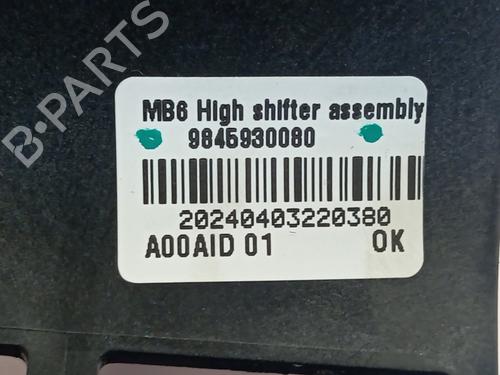 B-PARTS
MB6 High shifter assembly
9845930080
20240403220380
A00AID 01 OK